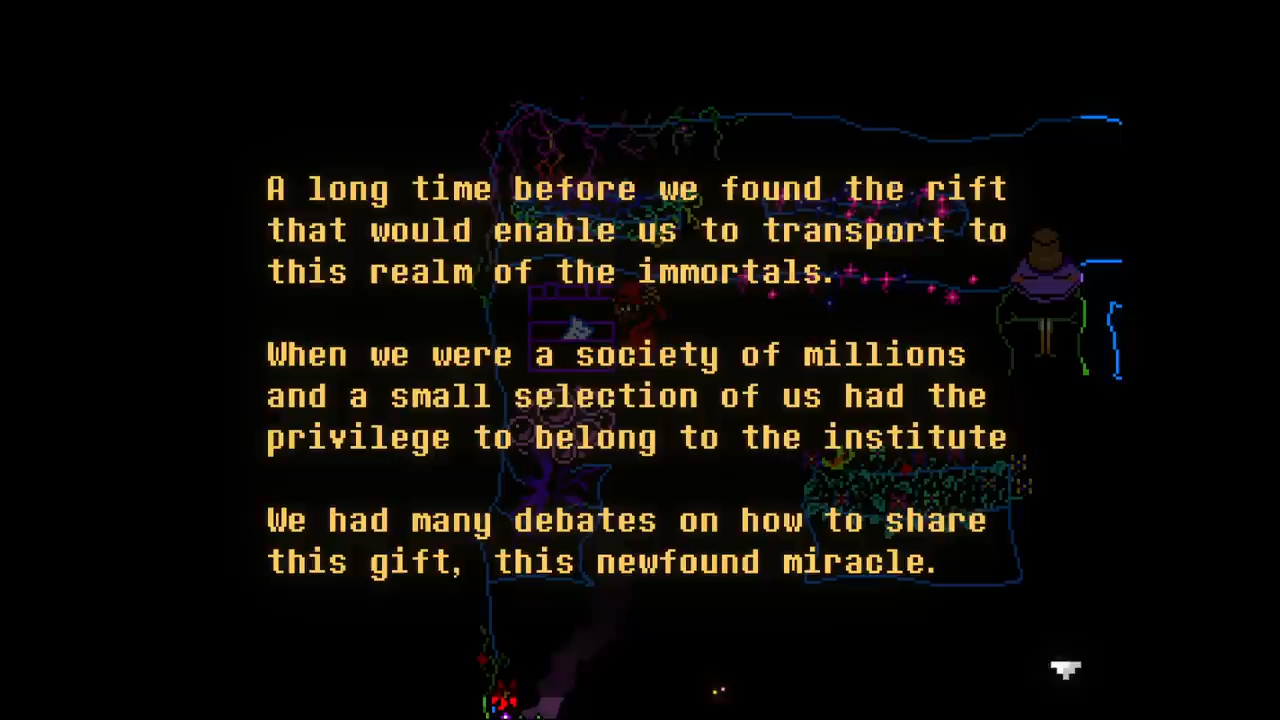 A long time before we found the rift
that would enable us to transport to
this realm of the immortals.
When we were a society of millions
and a small selection of us had the
privilege to belong to the institute
We had many debates on how to share
this gift, this newfound miracle.